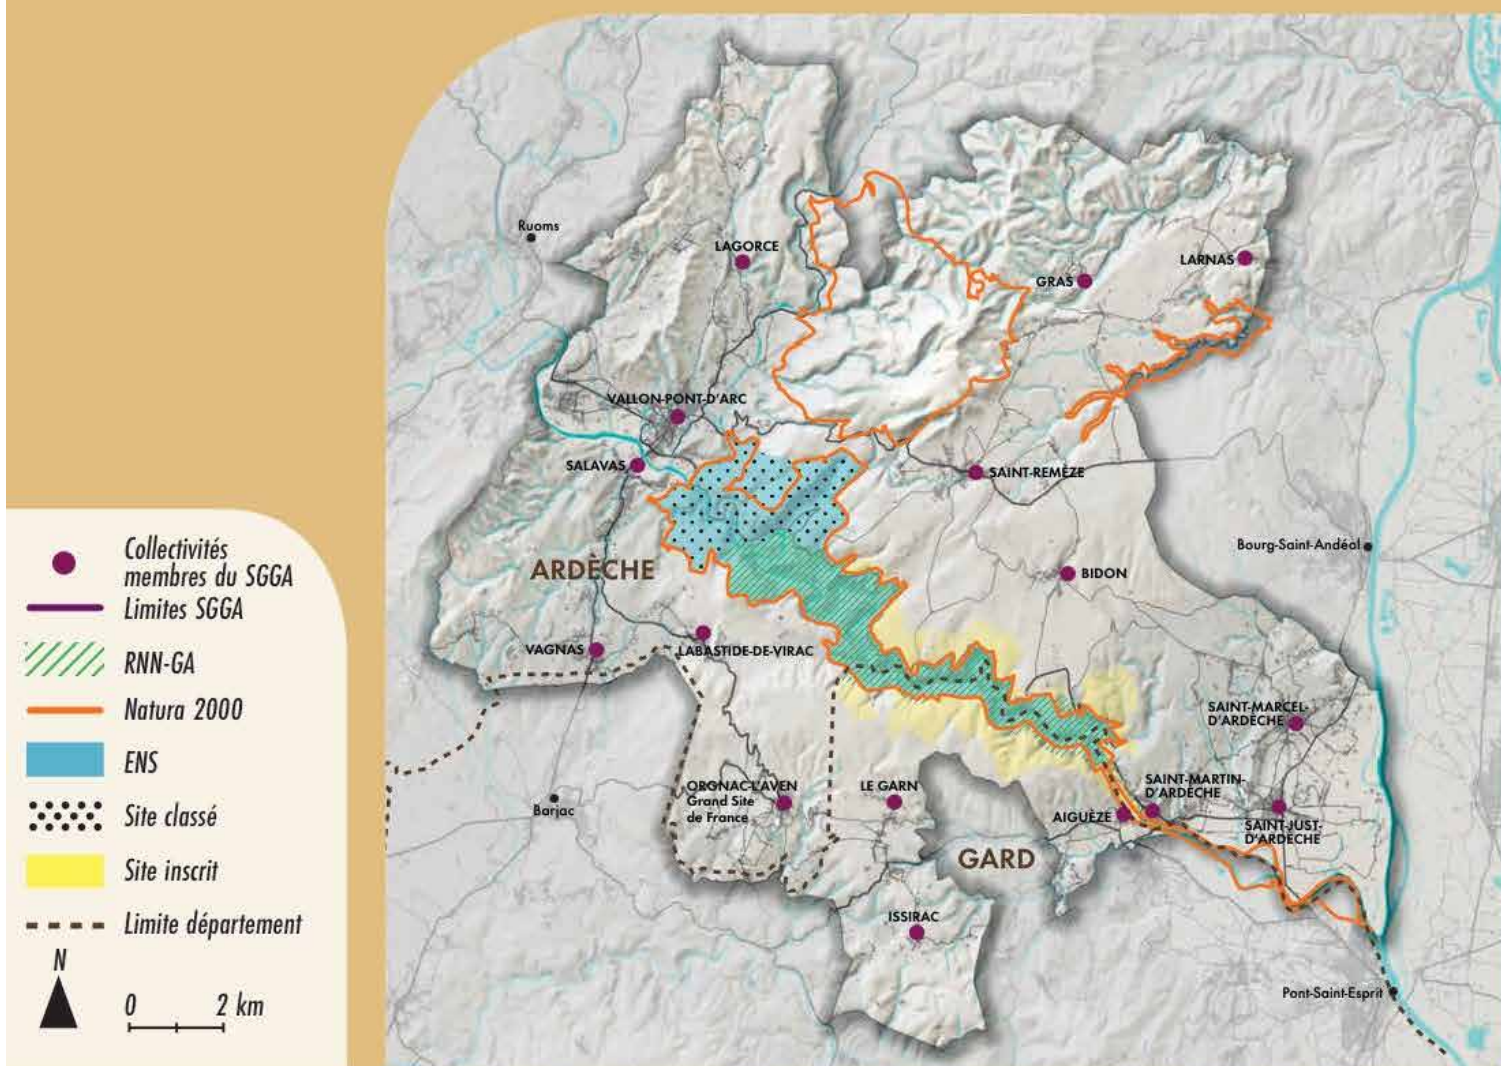 Ruoms
LAGORCE
LARNAS
GRAS
VALLON-PONT-D'ARC
SALAVAS
SAINT-REMÈZE
Bourg-Saint-Andéol
ARDÈCHE
BIDON
VAGNAS
LABASTIDE-DE-VIRAC
SAINT-MARCEL-
D'ARDÈCHE
ORGNAC-L'AVEN
Grand Site
de France
LE GARN
SAINT-MARTIN-
D'ARDÈCHE
Barjac
AIGUÈZE
SAINT-JUST-
D'ARDÈCHE
GARD
ISSIRAC
Pont-Saint-Esprit
Collectivités
membres du SGGA
Limites SGGA
RNN-GA
Natura 2000
ENS
Site classé
Site inscrit
Limite département
N
0 2 km